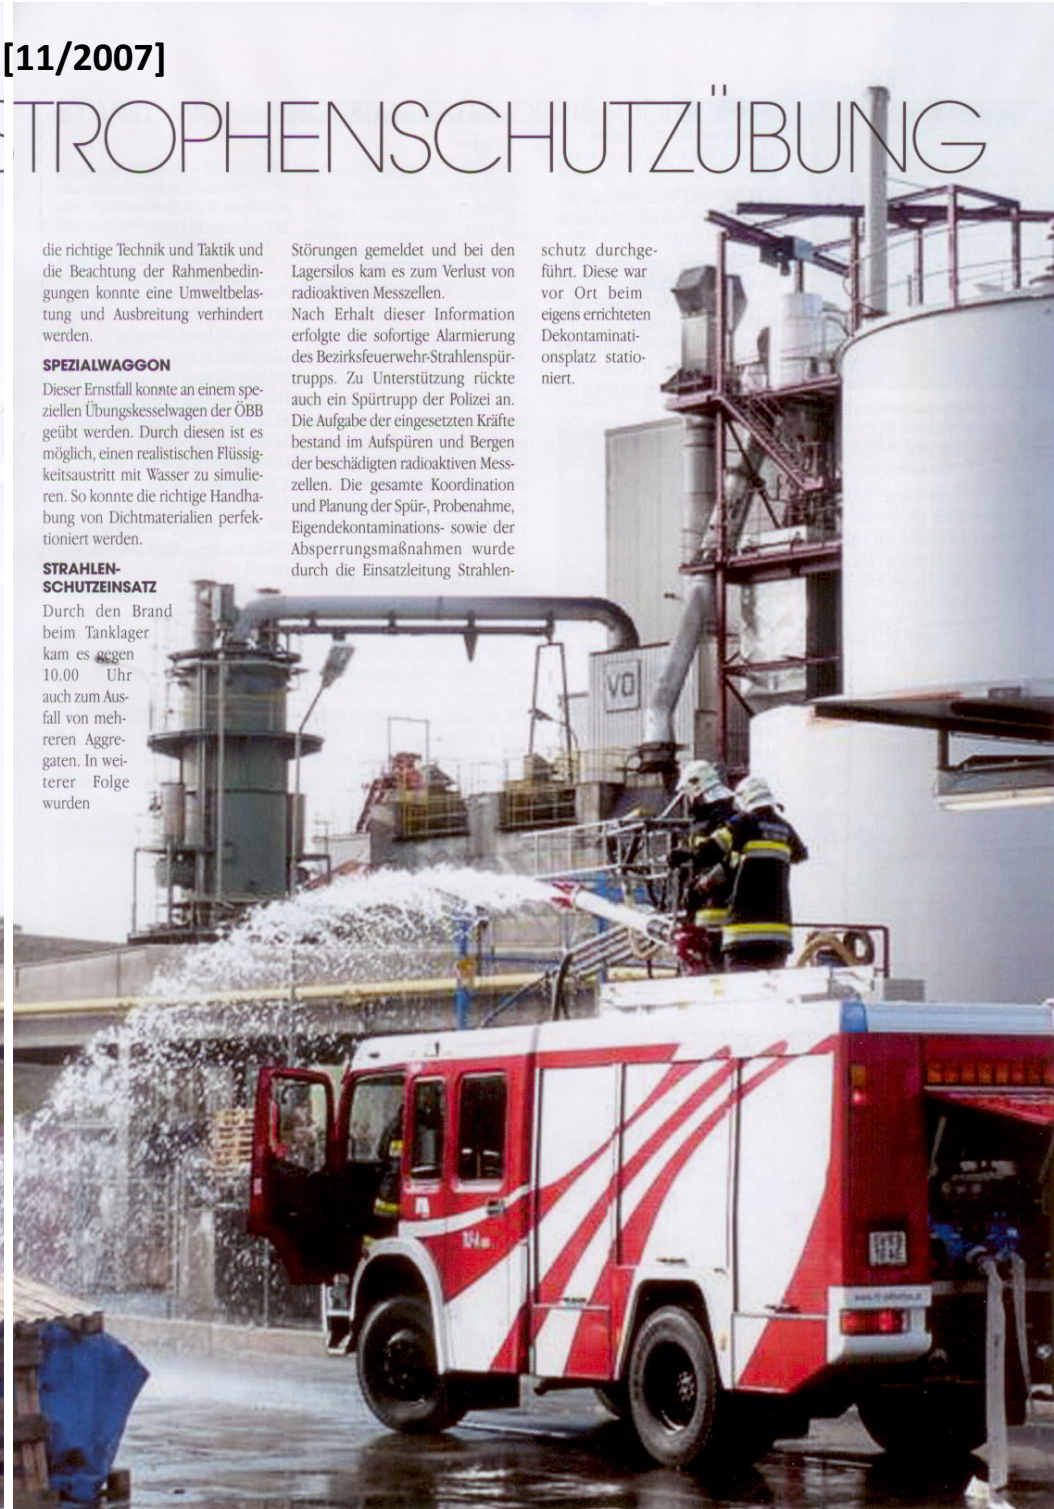 [11/2007]
STROPHENSCHUTZÜBUNG
die richtige Technik und Taktik und
die Beachtung der Rahmenbedin-
gungen konnte eine Umweltbelas-
tung und Ausbreitung verhindert
werden.
SPEZIALWAGGON
Dieser Ernstfall konnte an einem spe-
ziellen Übungskesselwagen der ÖBB
geübt werden. Durch diesen ist es
möglich, einen realistischen Flüssig-
keitsaustritt mit Wasser zu simulie-
ren. So konnte die richtige Handha-
bung von Dichtmaterialien perfek-
tioniert werden.
STRAHLEN-
SCHUTZEINSATZ
Durch den Brand
beim Tanklager
kam es gegen
10.00 Uhr
auch zum Aus-
fall von meh-
reren Aggre-
gaten. In wei-
terer Folge
wurden
Störungen gemeldet und bei den
Lagersilos kam es zum Verlust von
radioaktiven Messzellen.
Nach Erhalt dieser Information
erfolgte die sofortige Alarmierung
des Bezirksfeuerwehr-Strahlenspür-
trupps. Zu Unterstützung rückte
auch ein Spürtrupp der Polizei an.
Die Aufgabe der eingesetzten Kräfte
bestand im Aufspüren und Bergen
der beschädigten radioaktiven Mess-
zellen. Die gesamte Koordination
und Planung der Spür-, Probenahme,
Eigendekontaminations- sowie der
Absperrungsmaßnahmen wurde
durch die Einsatzleitung Strahlen-
schutz durchge-
führt. Diese war
vor Ort beim
eigens errichteten
Dekontaminati-
onsplatz statio-
niert.
VO